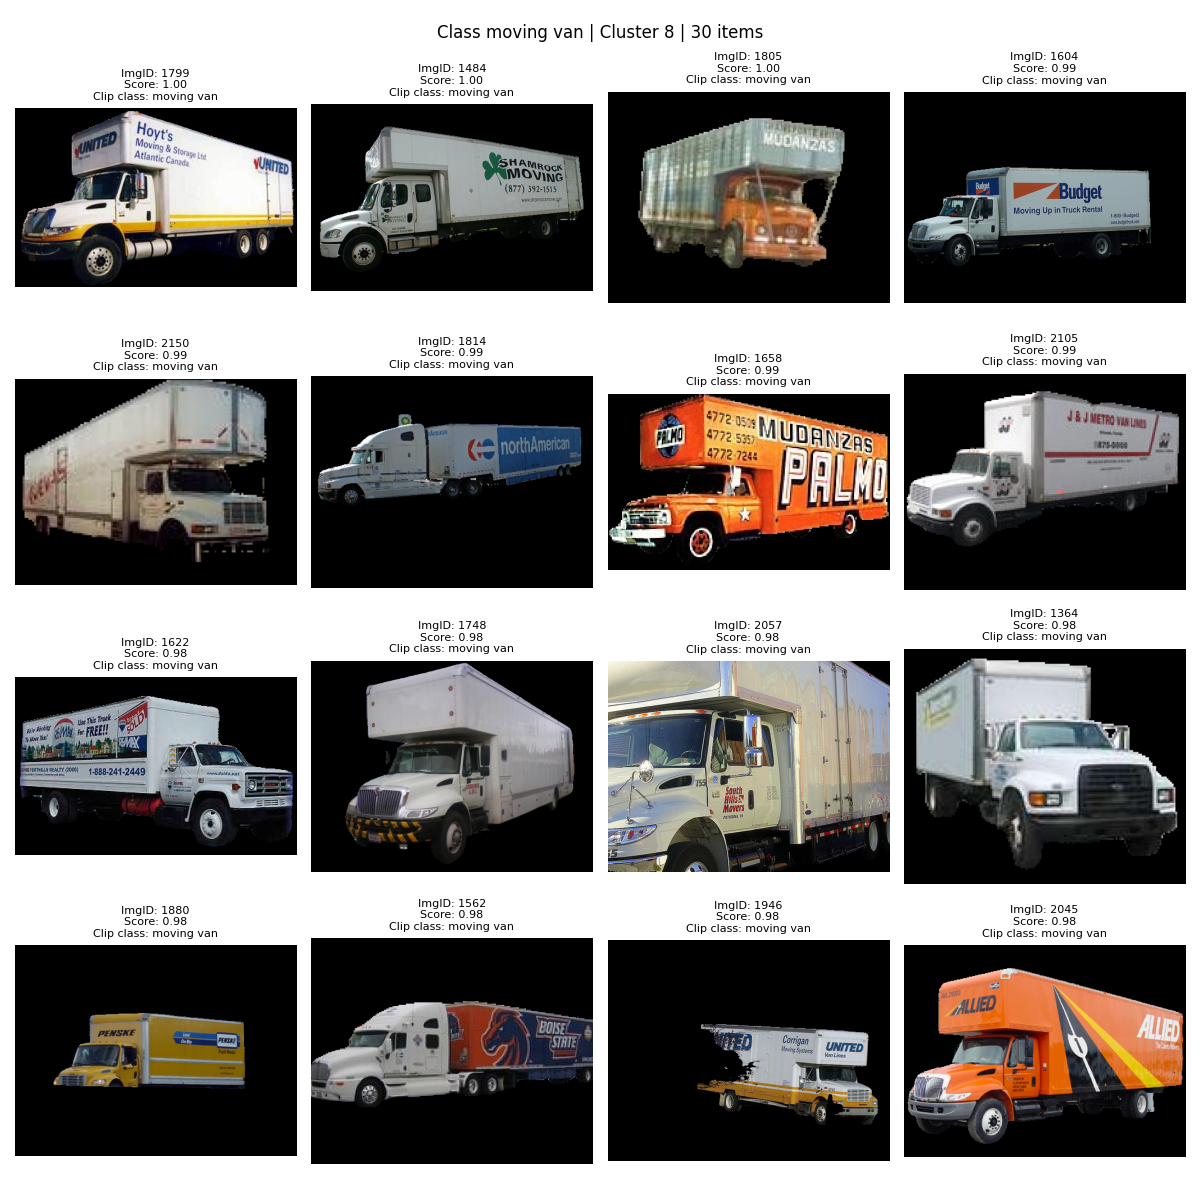 Class moving van | Cluster 8 | 30 items
ImgID: 1799
Score: 1.00
Clip class: moving van
UNITED
Hoyt's
Moving & Storage Ltd.
Atlantic Canada.
UNITED
ImgID: 1484
Score: 1.00
Clip class: moving van
SHAMROCK
MOVING
(877) 392-1515
ImgID: 1805
Score: 1.00
Clip class: moving van
MUDANZAS
ImgID: 1604
Score: 0.99
Clip class: moving van
Budget
Budget
Moving Up in Truck Rental
ImgID: 2150
Score: 0.99
Clip class: moving van
ImgID: 1814
Score: 0.99
Clip class: moving van
northAmerican
ImgID: 1658
Score: 0.99
Clip class: moving van
PALMO
4772-0509
4772-5357
4772-7244
MUDANZAS
PALMO
ImgID: 2105
Score: 0.99
Clip class: moving van
J & J METRO VAN LINES
ImgID: 1622
Score: 0.98
Clip class: moving van
Use This Truck
For FREE!!
SOLD
RE/MAX
1-888-241-2449
ImgID: 1748
Score: 0.98
Clip class: moving van
ImgID: 2057
Score: 0.98
Clip class: moving van
South
Hills
Movers
ImgID: 1364
Score: 0.98
Clip class: moving van
ImgID: 1880
Score: 0.98
Clip class: moving van
PENSKE
PENSKE
ImgID: 1562
Score: 0.98
Clip class: moving van
BOISE
STATE
ImgID: 1946
Score: 0.98
Clip class: moving van
Corrigan
Moving Systems
UNITED
Van Lines
ImgID: 2045
Score: 0.98
Clip class: moving van
ALLIED
ALLIED